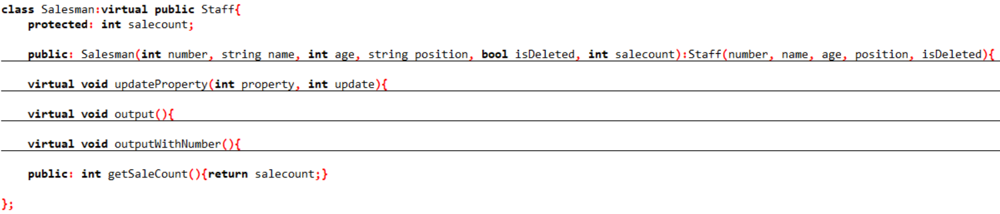 class Salesman:virtual public Staff{
protected: int salecount;
public: Salesman(int number, string name, int age, string position, bool isDeleted, int salecount):Staff(number, name, age, position, isDeleted){
virtual void updateProperty(int property, int update){
virtual void output(){
virtual void outputWithNumber(){
public: int getSaleCount(){return salecount;}
};